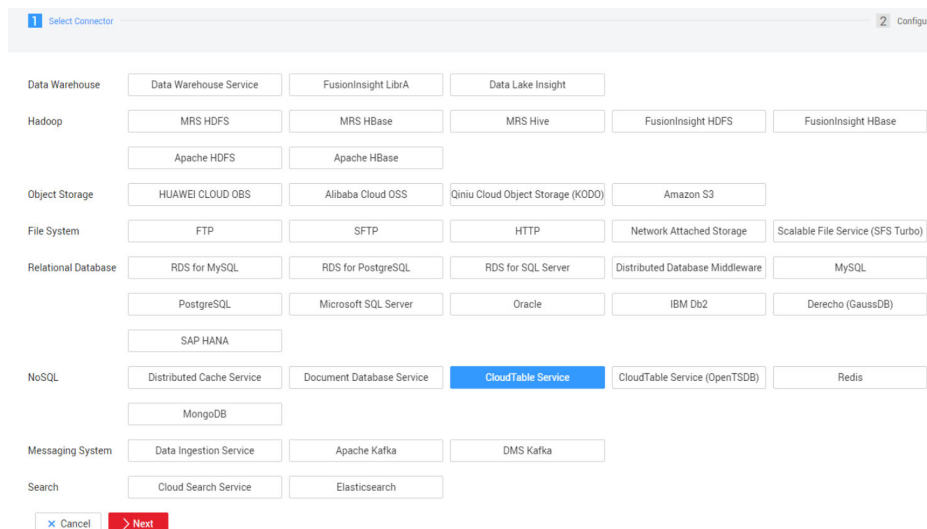 1 Select Connector 2 Configu
Data Warehouse Data Warehouse Service FusionInsight LibrA Data Lake Insight
Hadoop MRS HDFS MRS HBase MRS Hive FusionInsight HDFS FusionInsight HBase
Apache HDFS Apache HBase
Object Storage HUAWEI CLOUD OBS Alibaba Cloud OSS Qiniu Cloud Object Storage (KODO) Amazon S3
File System FTP SFTP HTTP Network Attached Storage Scalable File Service (SFS Turbo)
Relational Database RDS for MySQL RDS for PostgreSQL RDS for SQL Server Distributed Database Middleware MySQL
PostgreSQL Microsoft SQL Server Oracle IBM Db2 Derecho (GaussDB)
SAP HANA
NoSQL Distributed Cache Service Document Database Service CloudTable Service CloudTable Service (OpenTSDB) Redis
MongoDB
Messaging System Data Ingestion Service Apache Kafka DMS Kafka
Search Cloud Search Service Elasticsearch
× Cancel > Next